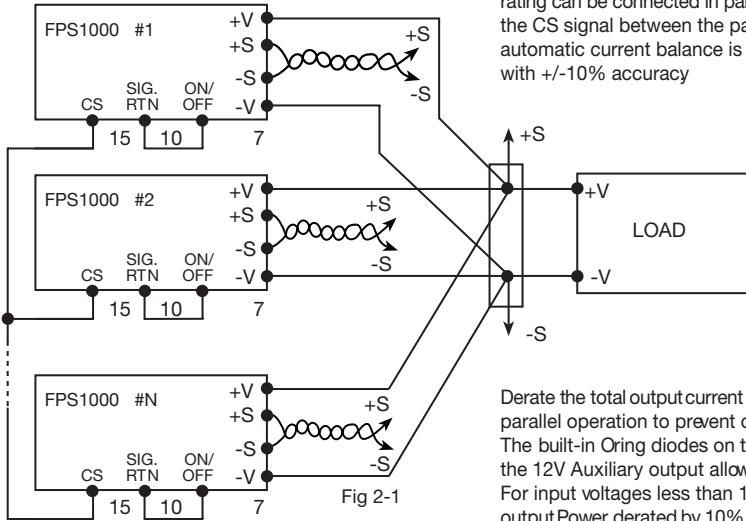 rating can be connected in par
the CS signal between the pa
automatic current balance is
with +/-10% accuracy
FPS1000 #1
+V
+S
-S
-V
CS
SIG.
RTN
ON/
OFF
15
10
7
+S
-S
FPS1000 #2
+V
+S
-S
-V
CS
SIG.
RTN
ON/
OFF
15
10
7
+S
-S
+S
-S
+V
-V
LOAD
FPS1000 #N
+V
+S
-S
-V
CS
SIG.
RTN
ON/
OFF
15
10
7
+S
-S
Fig 2-1
Derate the total output current
parallel operation to prevent o
The built-in Oring diodes on t
the 12V Auxiliary output allow
For input voltages less than 1
output Power derated by 10%